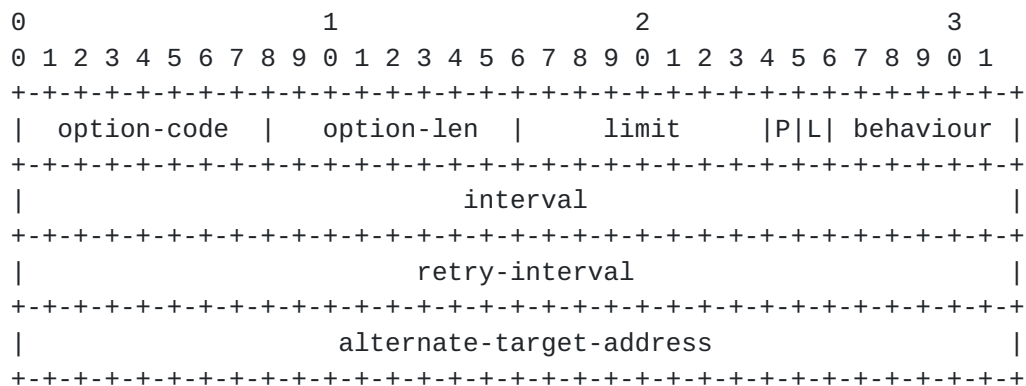 0                   1                   2                   3
0 1 2 3 4 5 6 7 8 9 0 1 2 3 4 5 6 7 8 9 0 1 2 3 4 5 6 7 8 9 0 1
+-+-+-+-+-+-+-+-+-+-+-+-+-+-+-+-+-+-+-+-+-+-+-+-+-+-+-+-+-+-+-+-+
|  option-code  |   option-len  |     limit     |P|L| behaviour |
+-+-+-+-+-+-+-+-+-+-+-+-+-+-+-+-+-+-+-+-+-+-+-+-+-+-+-+-+-+-+-+-+
|                            interval                           |
+-+-+-+-+-+-+-+-+-+-+-+-+-+-+-+-+-+-+-+-+-+-+-+-+-+-+-+-+-+-+-+-+
|                         retry-interval                        |
+-+-+-+-+-+-+-+-+-+-+-+-+-+-+-+-+-+-+-+-+-+-+-+-+-+-+-+-+-+-+-+-+
|                    alternate-target-address                   |
+-+-+-+-+-+-+-+-+-+-+-+-+-+-+-+-+-+-+-+-+-+-+-+-+-+-+-+-+-+-+-+-+